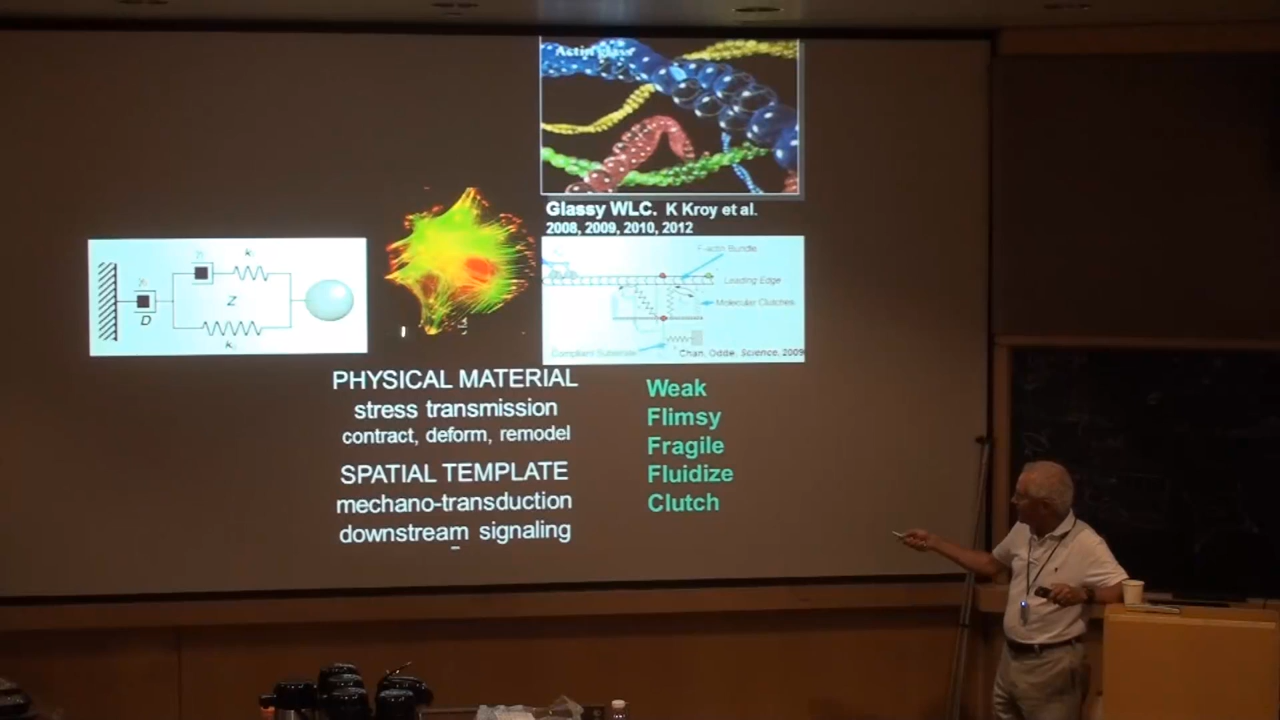 Actin glass
Glassy WLC. K Kroy et al.
2008, 2009, 2010, 2012
D
Z
F-actin Bundle
Leading Edge
Molecular Clutches
Compliant Substrate
Chan, Odde, Science, 2009
PHYSICAL MATERIAL
stress transmission
contract, deform, remodel
SPATIAL TEMPLATE
mechano-transduction
downstream signaling
Weak
Flimsy
Fragile
Fluidize
Clutch